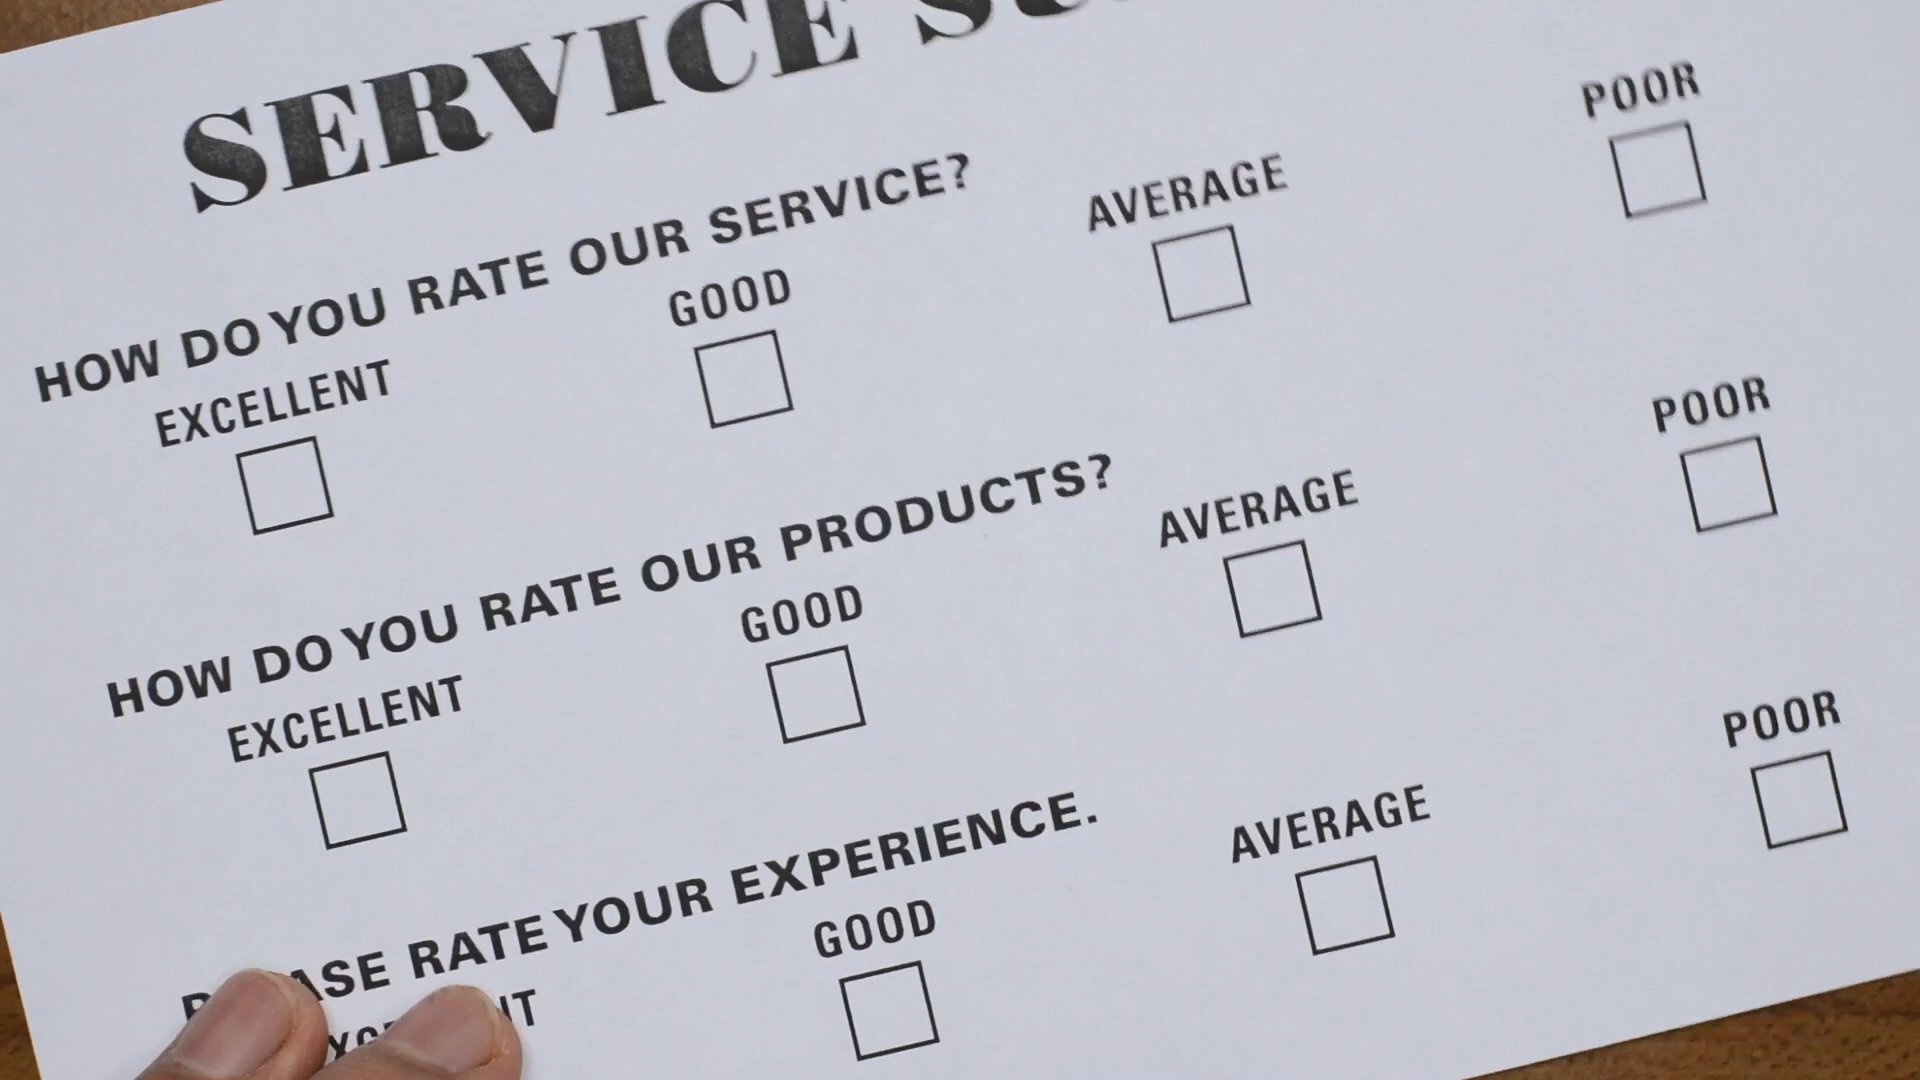 SERVICE
HOW DO YOU RATE OUR SERVICE?
EXCELLENT GOOD AVERAGE POOR
HOW DO YOU RATE OUR PRODUCTS?
EXCELLENT GOOD AVERAGE POOR
RATE YOUR EXPERIENCE.
GOOD AVERAGE POOR